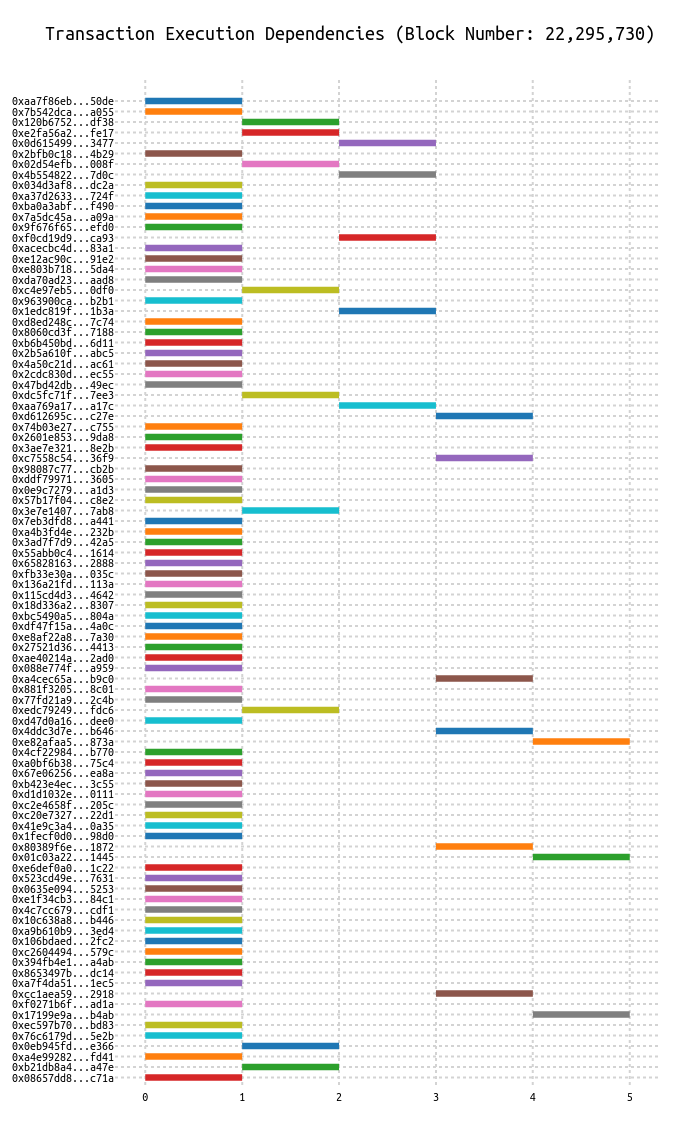 Transaction Execution Dependencies (Block Number: 22,295,730)
0xaa7f86eb...50de
0x7b542dca...a055
0x120b6752...df38
0xe2fa56a2...fe17
0x0d615499...3477
0x2bfb0c18...4b29
0x02d54efb...008f
0x4b554822...7d0c
0x034d3af8...dc2a
0xa37d2633...724f
0xba0a3abf...f490
0x7a5dc45a...a09a
0x9f676f65...efd0
0xf0cd19d9...ca93
0xacecbc4d...83a1
0xe12ac90c...91e2
0xe803b718...5da4
0xda70ad23...aad8
0xc4e97eb5...0df0
0x963900ca...b2b1
0x1edc819f...1b3a
0xd8ed248c...7c74
0x8060cd3f...7188
0xb6b450bd...6d11
0x2b5a610f...abc5
0x4a50c21d...ac61
0x2cdc830d...ec55
0x47bd42db...49ec
0xdc5fc71f...7ee3
0xaa769a17...a17c
0xd612695c...c27e
0x74b03e27...c755
0x2601e853...9da8
0x3ae7e321...8e2b
0xc7558c54...36f9
0x98087c77...cb2b
0xddf79971...3605
0x0e9c7279...a1d3
0x57b17f04...c8e2
0x3e7e1407...7ab8
0x7eb3dfd8...a441
0xa4b3fd4e...232b
0x3ad7f7d9...42a5
0x55abb0c4...1614
0x65828163...2888
0xfb33e30a...035c
0x136a21fd...113a
0x115cd4d3...4642
0x18d336a2...8307
0xbc5490a5...804a
0xdf47f15a...4a0c
0xe8af22a8...7a30
0x27521d36...4413
0xae40214a...2ad0
0x088e774f...a959
0xa4cec65a...b9c0
0x881f3205...8c01
0x77fd21a9...2c4b
0xedc79249...fdc6
0xd47d0a16...dee0
0x4ddc3d7e...b646
0xe82afaa5...873a
0x4cf22984...b770
0xa0bf6b38...75c4
0x67e06256...ea8a
0xb423e4ec...3c55
0xd1d1032e...0111
0xc2e4658f...205c
0xc20e7327...22d1
0x41e9c3a4...0a35
0x1fecf0d0...98d0
0x80389f6e...1872
0x01c03a22...1445
0xe6def0a0...1c22
0x523cd49e...7631
0x0635e094...5253
0xe1f34cb3...84c1
0x4c7cc679...cdf1
0x10c638a8...b446
0xa9b610b9...3ed4
0x106bdaed...2fc2
0xc2604494...579c
0x394fb4e1...a4ab
0x8653497b...dc14
0xa7f4da51...1ec5
0xcc1aea59...2918
0xf0271b6f...ad1a
0x17199e9a...b4ab
0xec597b70...bd83
0x76c6179d...5e2b
0x0eb945fd...e366
0xa4e99282...fd41
0xb21db8a4...a47e
0x08657dd8...c71a
0 1 2 3 4 5